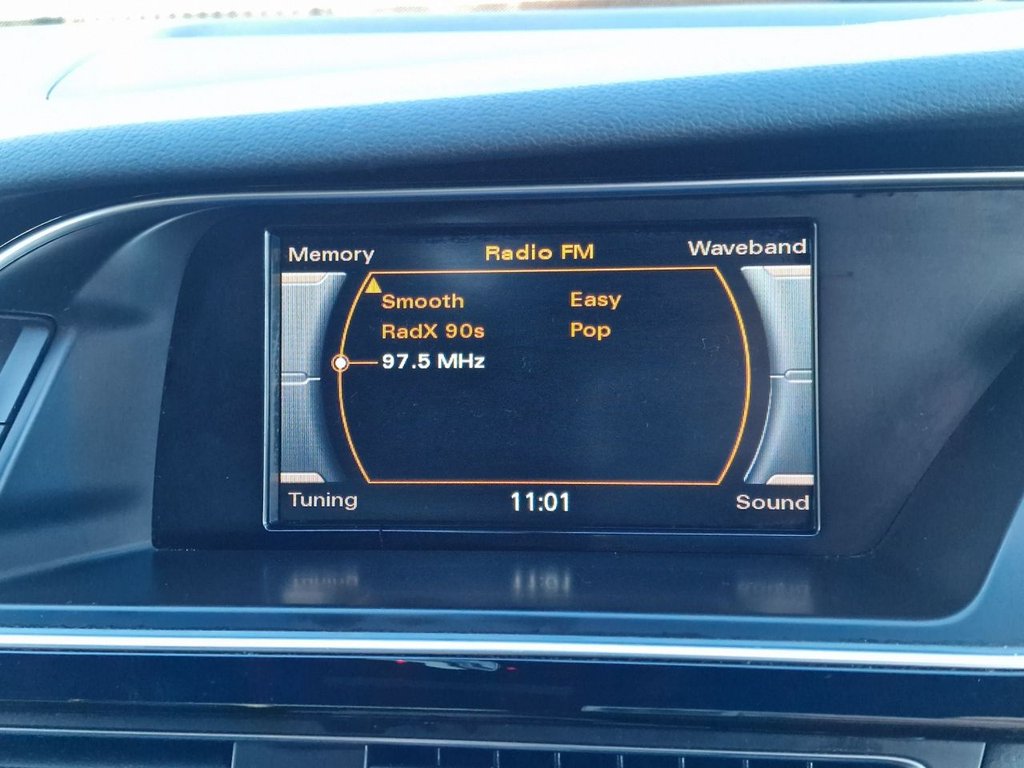 Memory Radio FM Waveband
Smooth Easy
RadX 90s Pop
97.5 MHz
Tuning 11:01 Sound